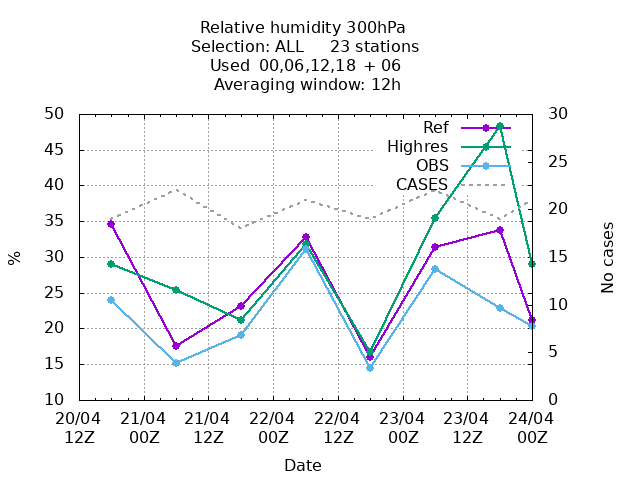 Relative humidity 300hPa
Selection: ALL 23 stations
Used 00,06,12,18 + 06
Averaging window: 12h
50
45
40
35
30
25
20
15
10
%
30
25
20
15
10
5
0
No cases
Ref
Highres
OBS
CASES
20/04 21/04 21/04 22/04 22/04 23/04 23/04 24/04
12Z 00Z 12Z 00Z 12Z 00Z 12Z 00Z
Date